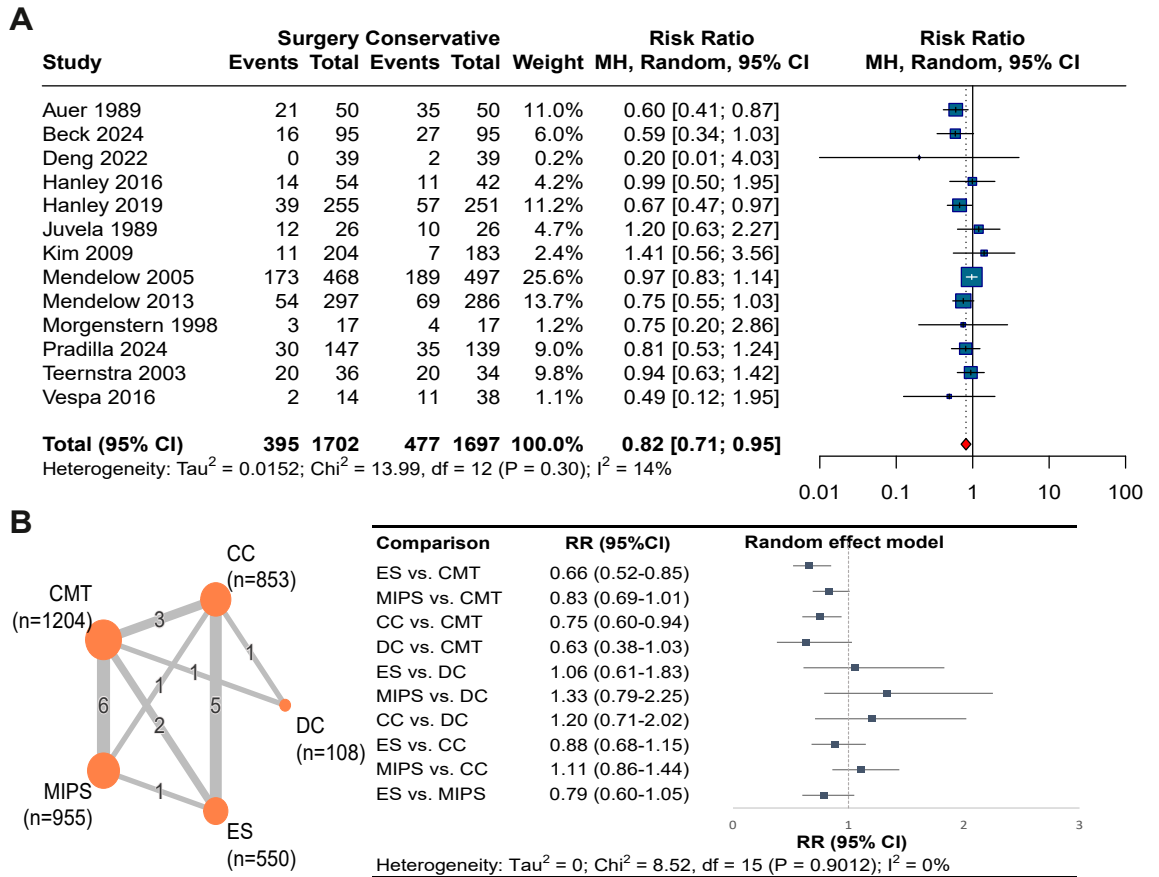 A
Surgery Conservative Risk Ratio Risk Ratio
Study Events Total Events Total Weight MH, Random, 95% CI MH, Random, 95% CI
Auer 1989 21 50 35 50 11.0% 0.60 [0.41; 0.87]
Beck 2024 16 95 27 95 6.0% 0.59 [0.34; 1.03]
Deng 2022 0 39 2 39 0.2% 0.20 [0.01; 4.03]
Hanley 2016 14 54 11 42 4.2% 0.99 [0.50; 1.95]
Hanley 2019 39 255 57 251 11.2% 0.67 [0.47; 0.97]
Juvela 1989 12 26 10 26 4.7% 1.20 [0.63; 2.27]
Kim 2009 11 204 7 183 2.4% 1.41 [0.56; 3.56]
Mendelow 2005 173 468 189 497 25.6% 0.97 [0.83; 1.14]
Mendelow 2013 54 297 69 286 13.7% 0.75 [0.55; 1.03]
Morgenstern 1998 3 17 4 17 1.2% 0.75 [0.20; 2.86]
Pradilla 2024 30 147 35 139 9.0% 0.81 [0.53; 1.24]
Teernstra 2003 20 36 20 34 9.8% 0.94 [0.63; 1.42]
Vespa 2016 2 14 11 38 1.1% 0.49 [0.12; 1.95]
Total (95% CI) 395 1702 477 1697 100.0% 0.82 [0.71; 0.95]
Heterogeneity: Tau² = 0.0152; Chi² = 13.99, df = 12 (P = 0.30); I² = 14%
0.01 0.1 1 10 100
B
CC
(n=853)
CMT
(n=1204)
3
1
1
1
6
2
5
1
DC
(n=108)
MIPS
(n=955)
ES
(n=550)
Comparison RR (95%CI) Random effect model
ES vs. CMT 0.66 (0.52-0.85)
MIPS vs. CMT 0.83 (0.69-1.01)
CC vs. CMT 0.75 (0.60-0.94)
DC vs. CMT 0.63 (0.38-1.03)
ES vs. DC 1.06 (0.61-1.83)
MIPS vs. DC 1.33 (0.79-2.25)
CC vs. DC 1.20 (0.71-2.02)
ES vs. CC 0.88 (0.68-1.15)
MIPS vs. CC 1.11 (0.86-1.44)
ES vs. MIPS 0.79 (0.60-1.05)
0 1 2 3
RR (95% CI)
Heterogeneity: Tau² = 0; Chi² = 8.52, df = 15 (P = 0.9012); I² = 0%